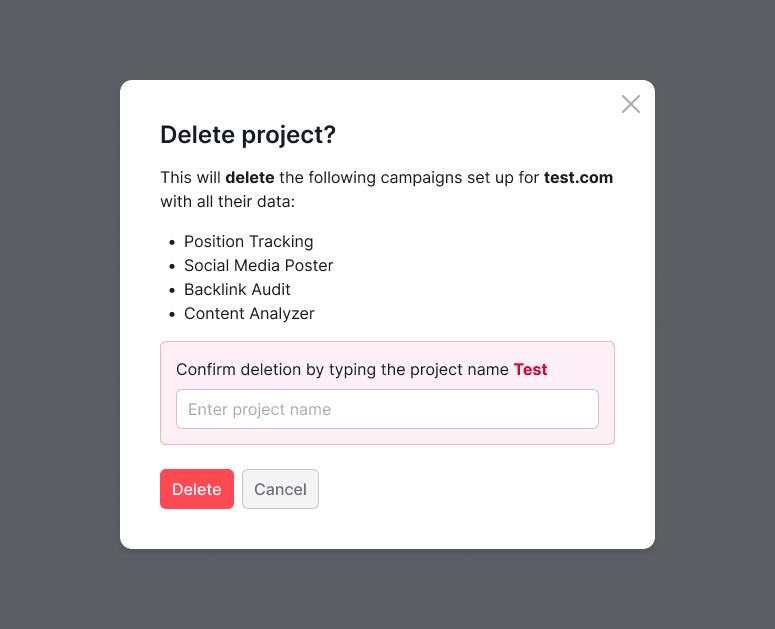 Delete project?
This will delete the following campaigns set up for test.com
with all their data:
• Position Tracking
• Social Media Poster
• Backlink Audit
• Content Analyzer
Confirm deletion by typing the project name Test
Enter project name
Delete Cancel